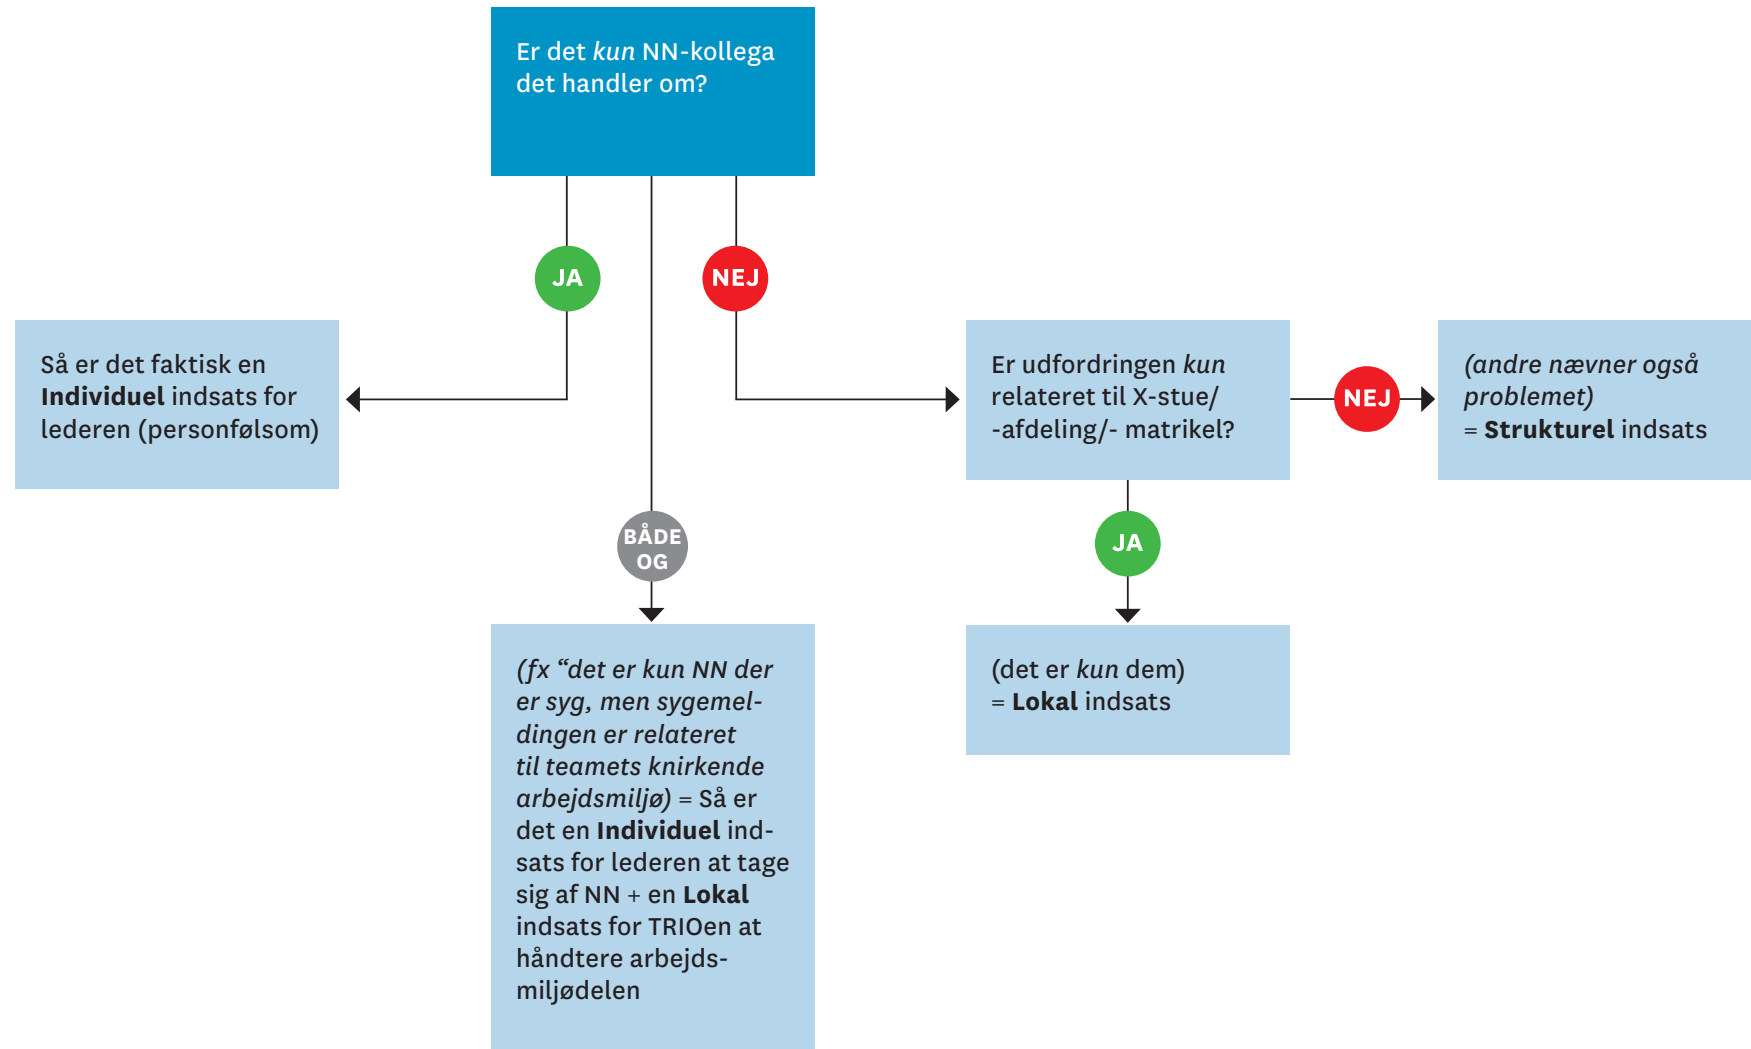 Er det kun NN-kollega
det handler om?
JA
NEJ
Så er det faktisk en
Individuel indsats for
lederen (personfølsom)
Er udfordringen kun
relateret til X-stue/
-afdeling/- matrikel?
NEJ
(andre nævner også
problemet)
= Strukturel indsats
BÅDE
OG
JA
(fx “det er kun NN der
er syg, men sygemel-
dingen er relateret
til teamets knirkende
arbejdsmiljø) = Så er
det en Individuel ind-
sats for lederen at tage
sig af NN + en Lokal
indsats for TRIOen at
håndtere arbejds-
miljødelen
(det er kun dem)
= Lokal indsats